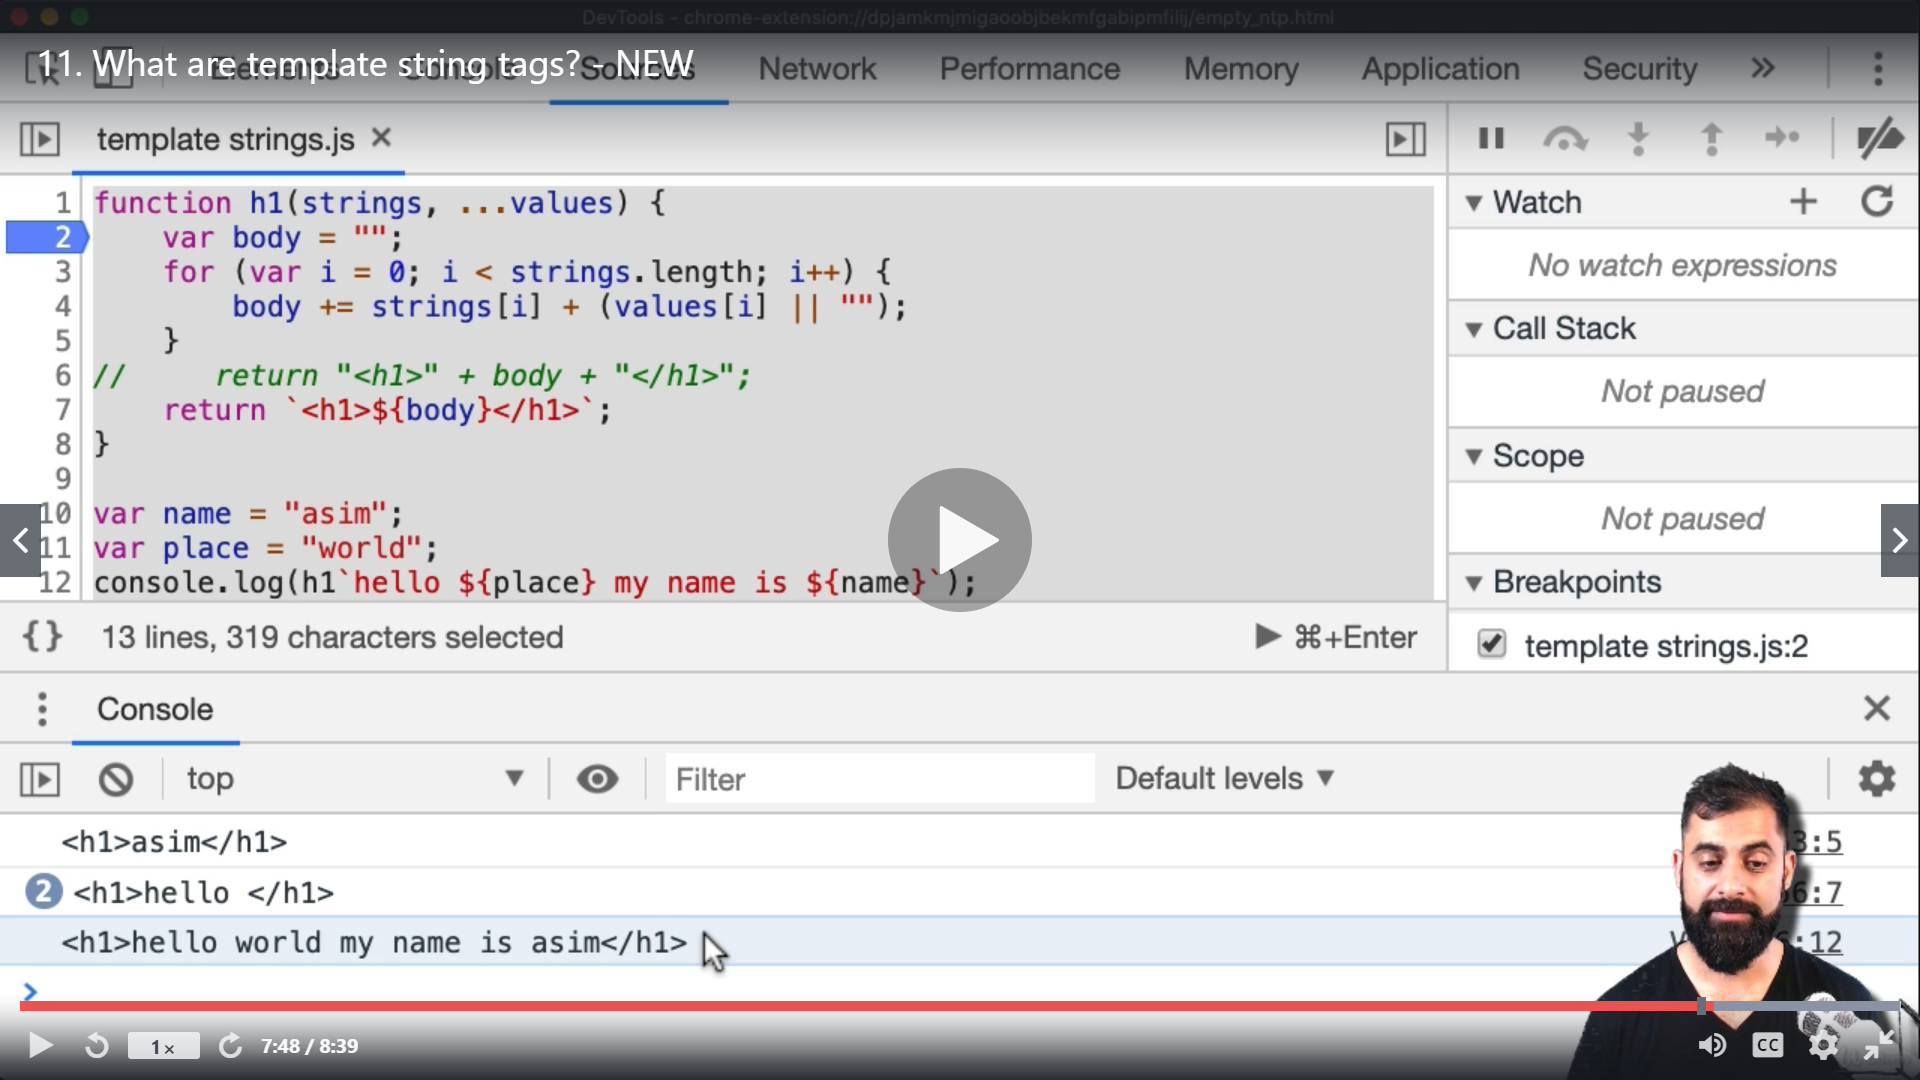 DevTools - chrome-extension://dpjamkmjmigaoobjbekmfgabipmfilij/empty_ntp.html
11. What are template string tags? - NEW
Elements Console Sources Network Performance Memory Application Security »
template strings.js ×
1 function h1(strings, ...values) {
2 var body = "";
3 for (var i = 0; i < strings.length; i++) {
4 body += strings[i] + (values[i] || "");
5 }
6 // return "<h1>" + body + "</h1>";
7 return `<h1>${body}</h1>`;
8 }
9
10 var name = "asim";
11 var place = "world";
12 console.log(h1`hello ${place} my name is ${name}`);
{} 13 lines, 319 characters selected
⌘+Enter
Watch
No watch expressions
Call Stack
Not paused
Scope
Not paused
Breakpoints
template strings.js:2
Console
top
Filter
Default levels
<h1>asim</h1>
3:5
2 <h1>hello </h1>
6:7
<h1>hello world my name is asim</h1>
:12
1×
7:48 / 8:39
CC